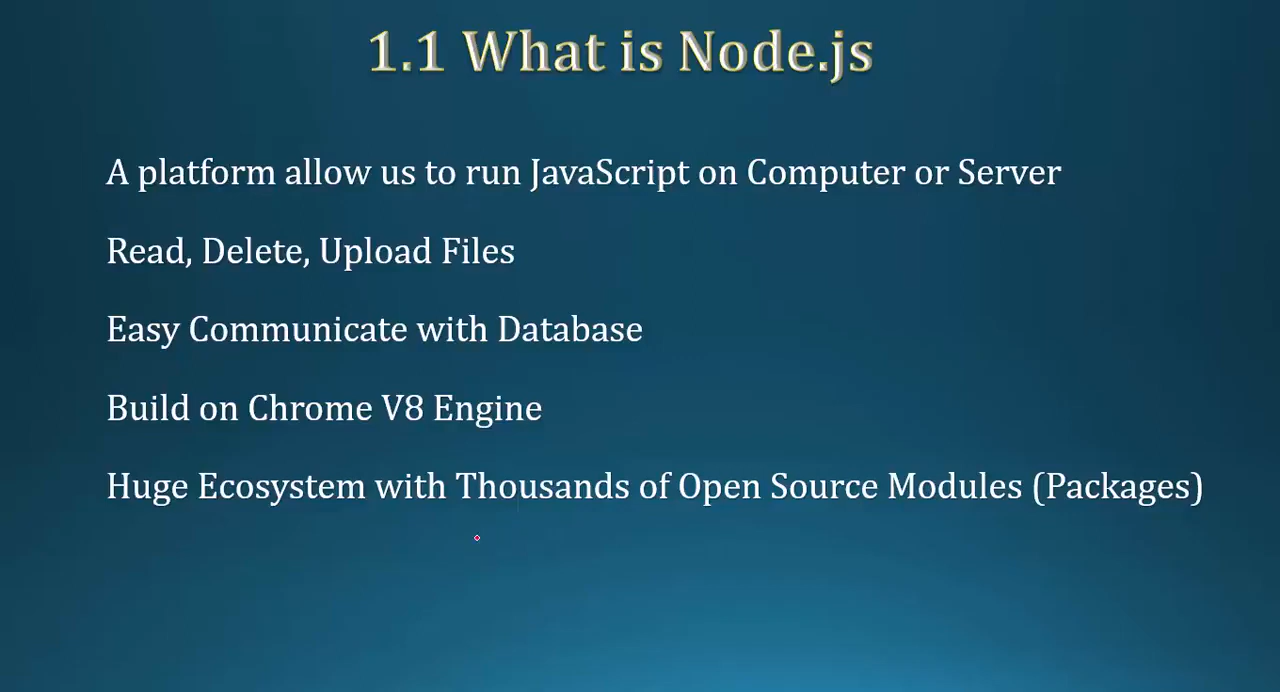 1.1 What is Node.js
A platform allow us to run JavaScript on Computer or Server
Read, Delete, Upload Files
Easy Communicate with Database
Build on Chrome V8 Engine
Huge Ecosystem with Thousands of Open Source Modules (Packages)